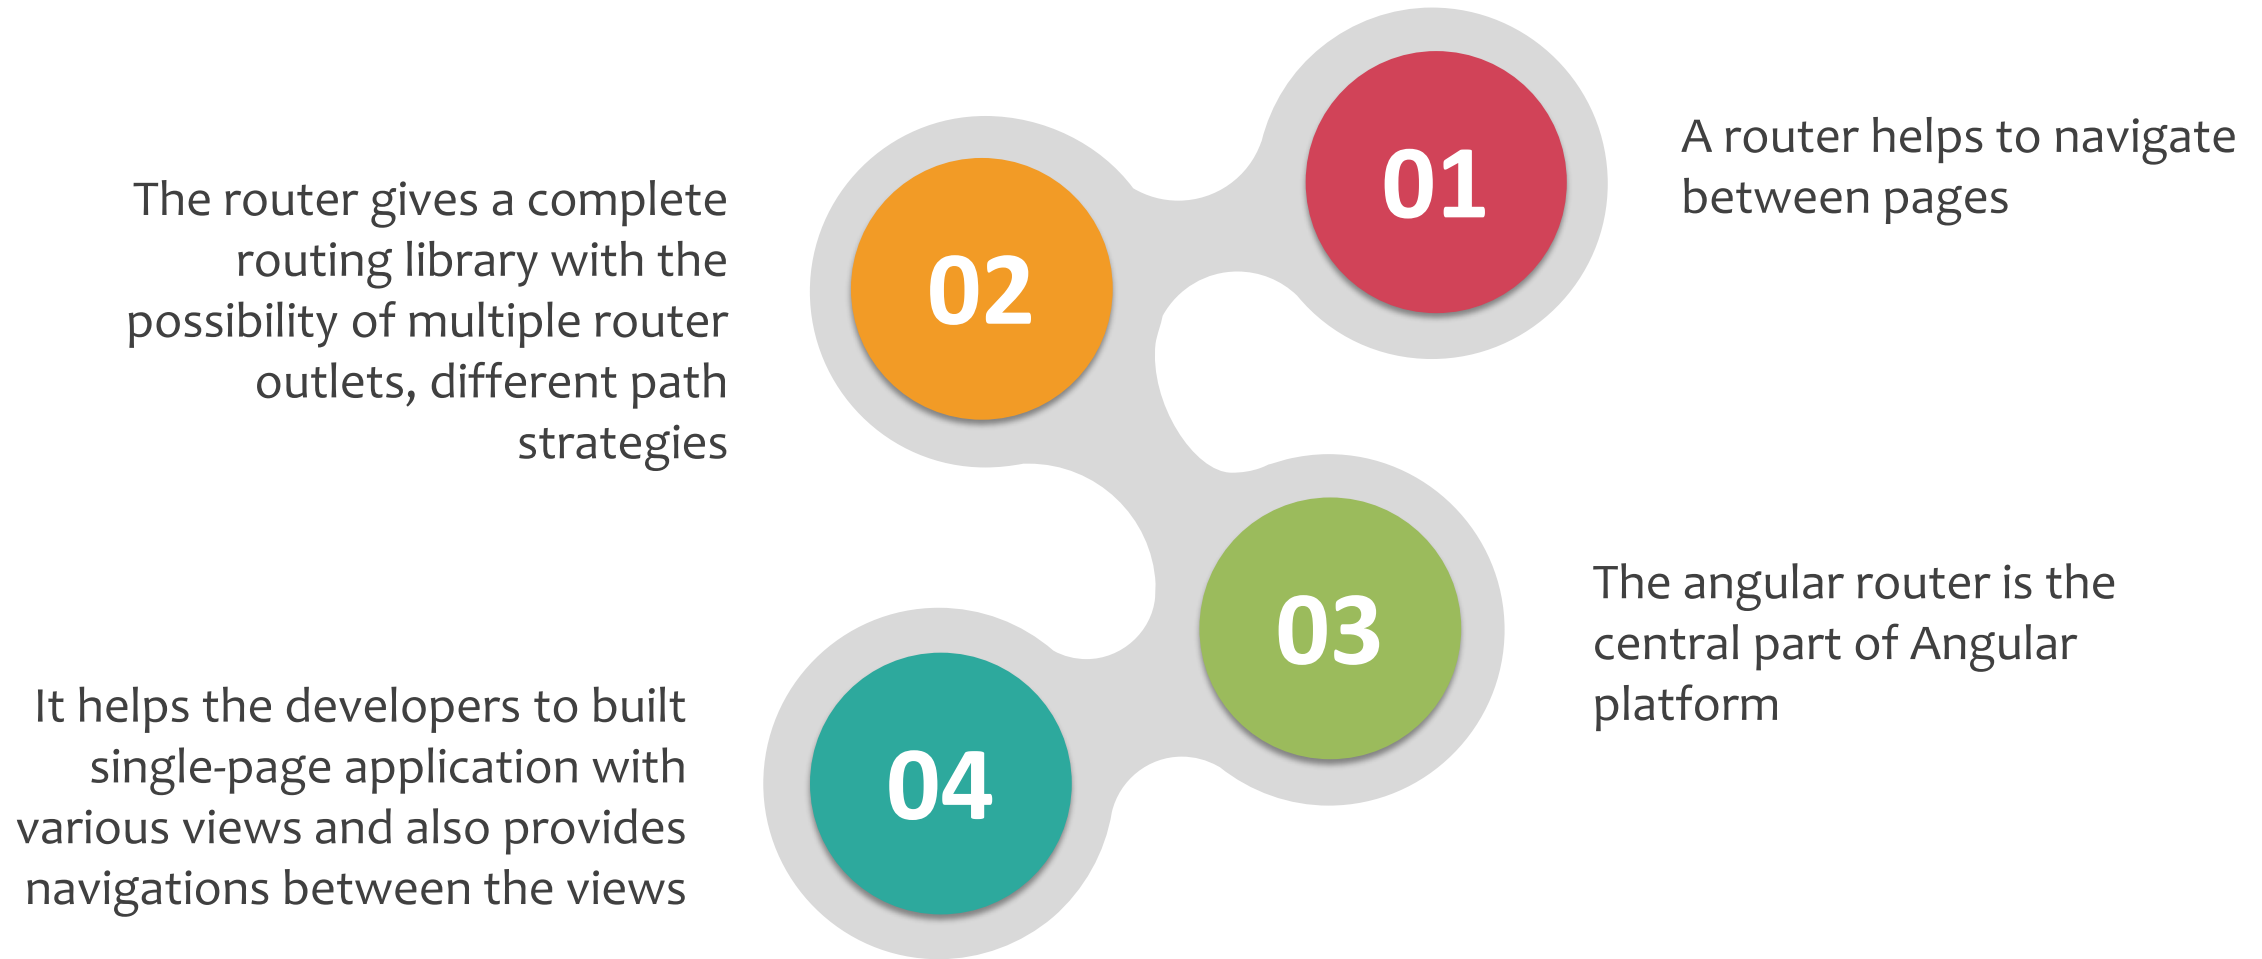 01
A router helps to navigate
between pages
02
The router gives a complete
routing library with the
possibility of multiple router
outlets, different path
strategies
03
The angular router is the
central part of Angular
platform
04
It helps the developers to built
single-page application with
various views and also provides
navigations between the views